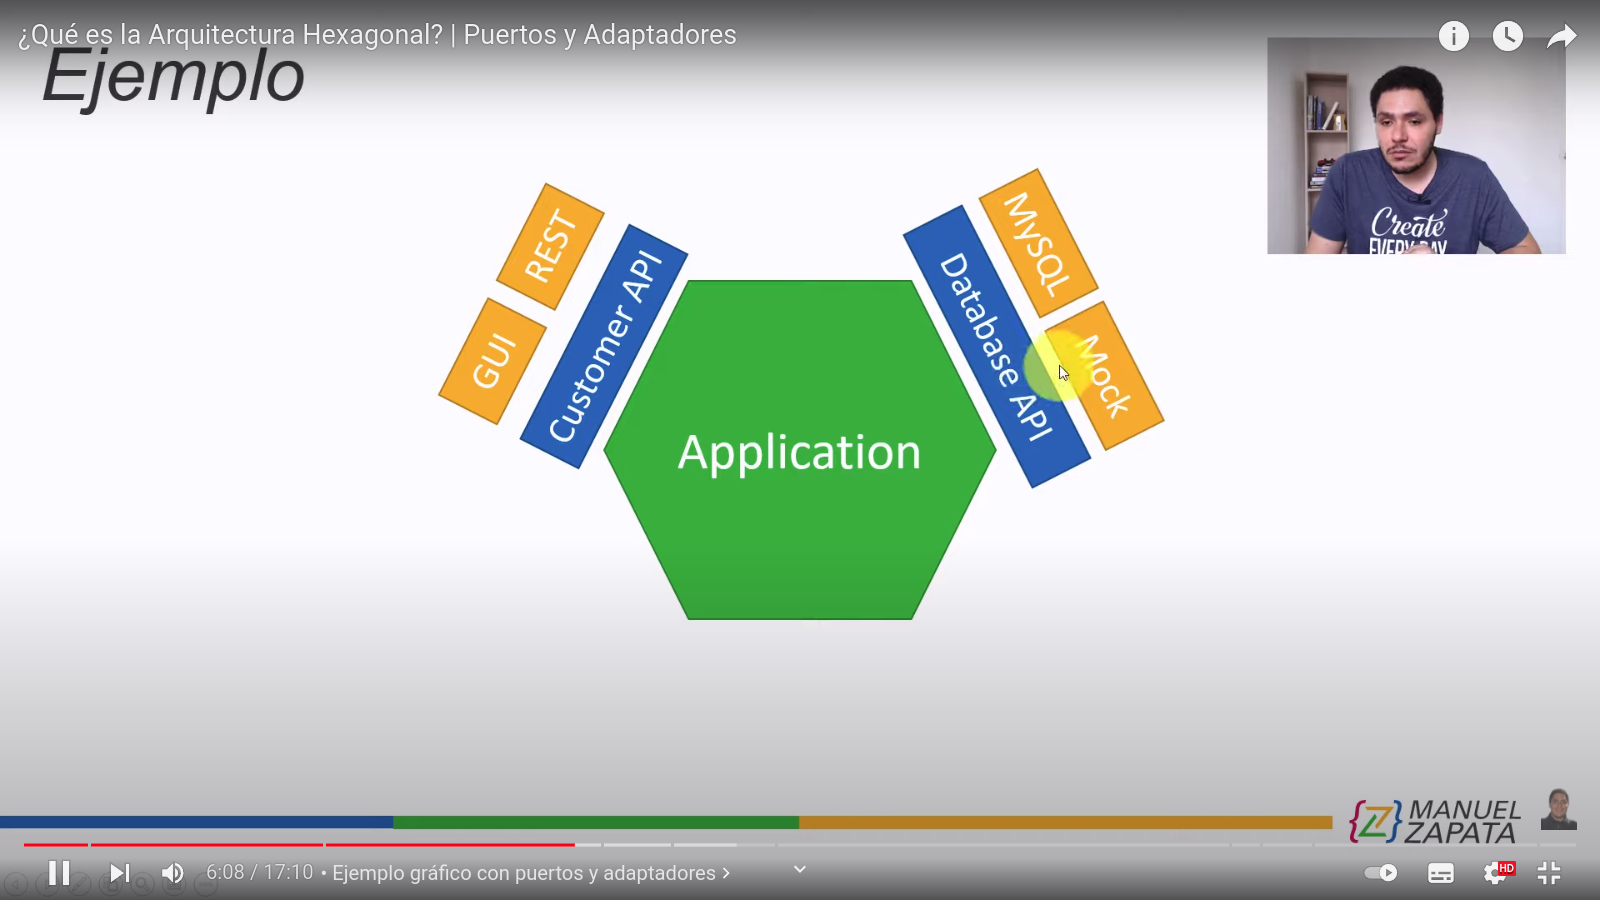 ¿Qué es la Arquitectura Hexagonal? | Puertos y Adaptadores
Ejemplo
REST
GUI
Customer API
Application
Database API
MySQL
Mock
Create
EVERY DAY
{Z} MANUEL
ZAPATA
6:08 / 17:10 • Ejemplo gráfico con puertos y adaptadores
HD